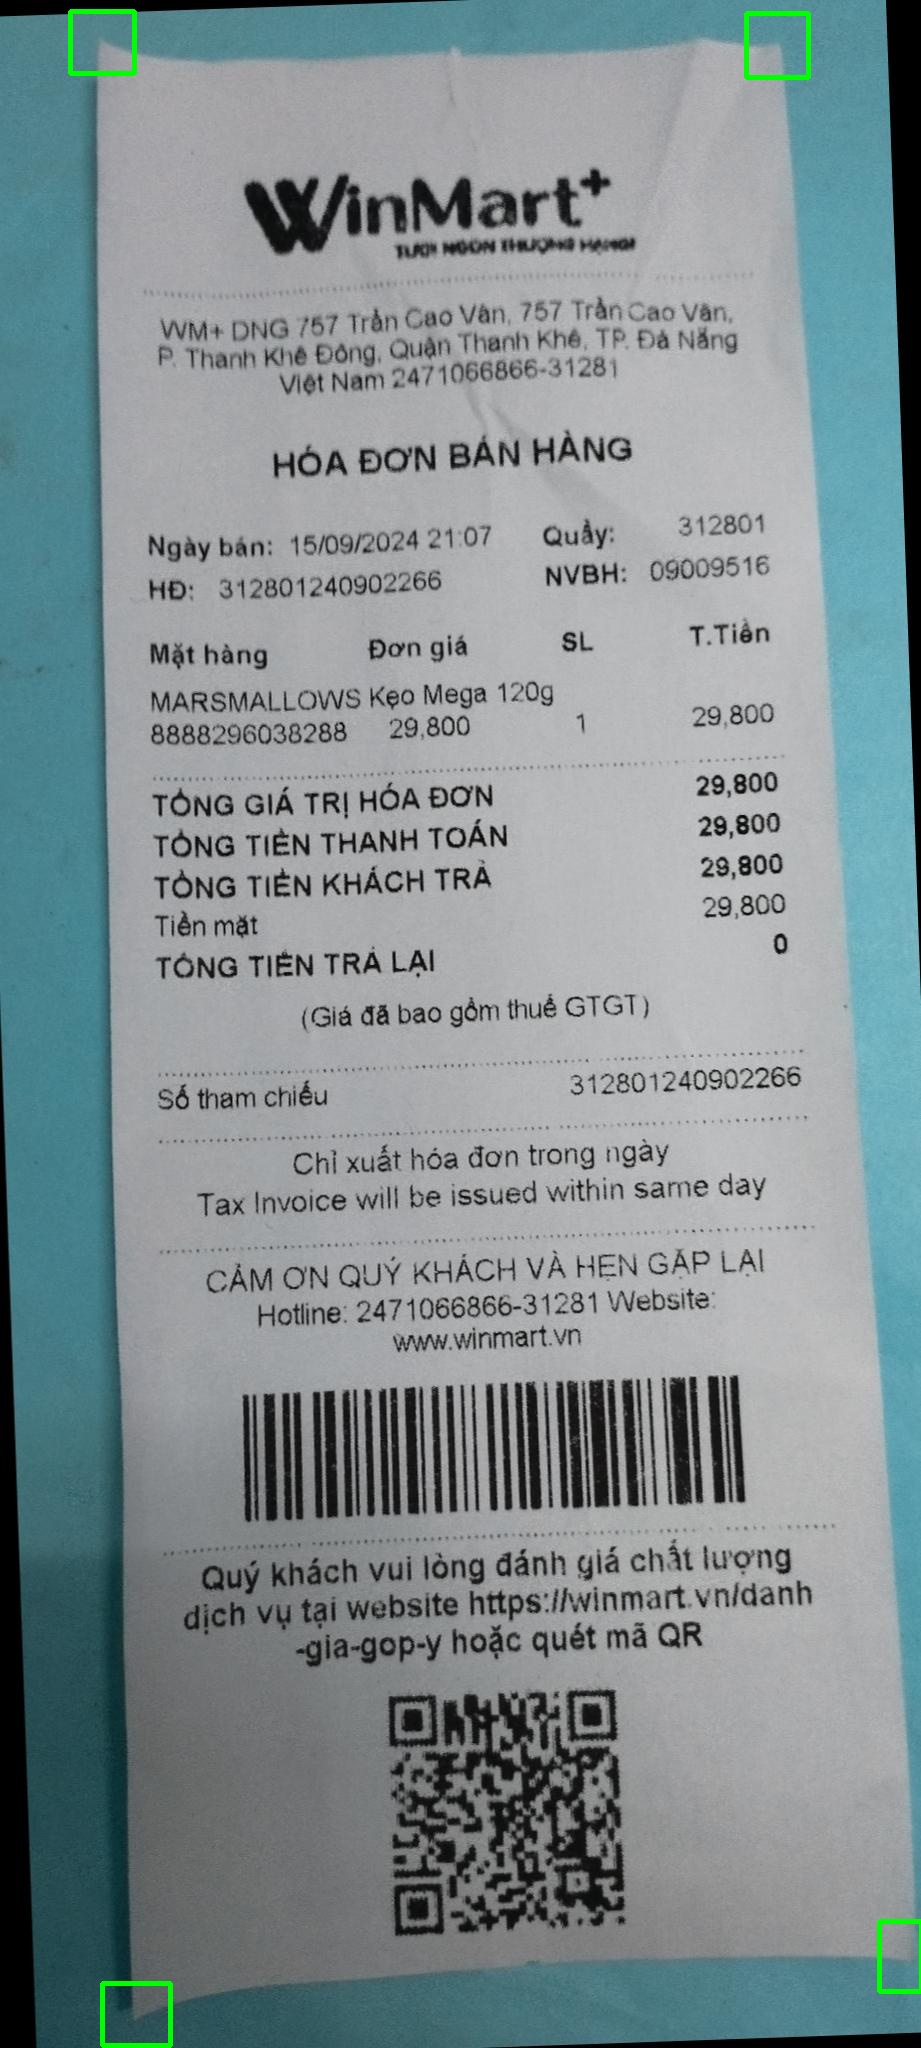 WinMart+
TƯƠI NGON THƯỢNG HẠNG!
WM+ DNG 757 Trần Cao Vân, 757 Trần Cao Vân,
P. Thanh Khê Đông, Quận Thanh Khê, TP. Đà Nẵng
Việt Nam 2471066866-31281
HÓA ĐƠN BÁN HÀNG
Ngày bán: 15/09/2024 21:07 Quầy: 312801
HĐ: 312801240902266 NVBH: 09009516
Mặt hàng Đơn giá SL T.Tiền
MARSMALLOWS Kẹo Mega 120g
8888296038288 29,800 1 29,800
TỔNG GIÁ TRỊ HÓA ĐƠN 29,800
TỔNG TIỀN THANH TOÁN 29,800
TỔNG TIỀN KHÁCH TRẢ 29,800
Tiền mặt 29,800
TỔNG TIỀN TRẢ LẠI 0
(Giá đã bao gồm thuế GTGT)
Số tham chiếu 312801240902266
Chỉ xuất hóa đơn trong ngày
Tax Invoice will be issued within same day
CẢM ƠN QUÝ KHÁCH VÀ HẸN GẶP LẠI
Hotline: 2471066866-31281 Website:
www.winmart.vn
Quý khách vui lòng đánh giá chất lượng
dịch vụ tại website https://winmart.vn/danh
-gia-gop-y hoặc quét mã QR